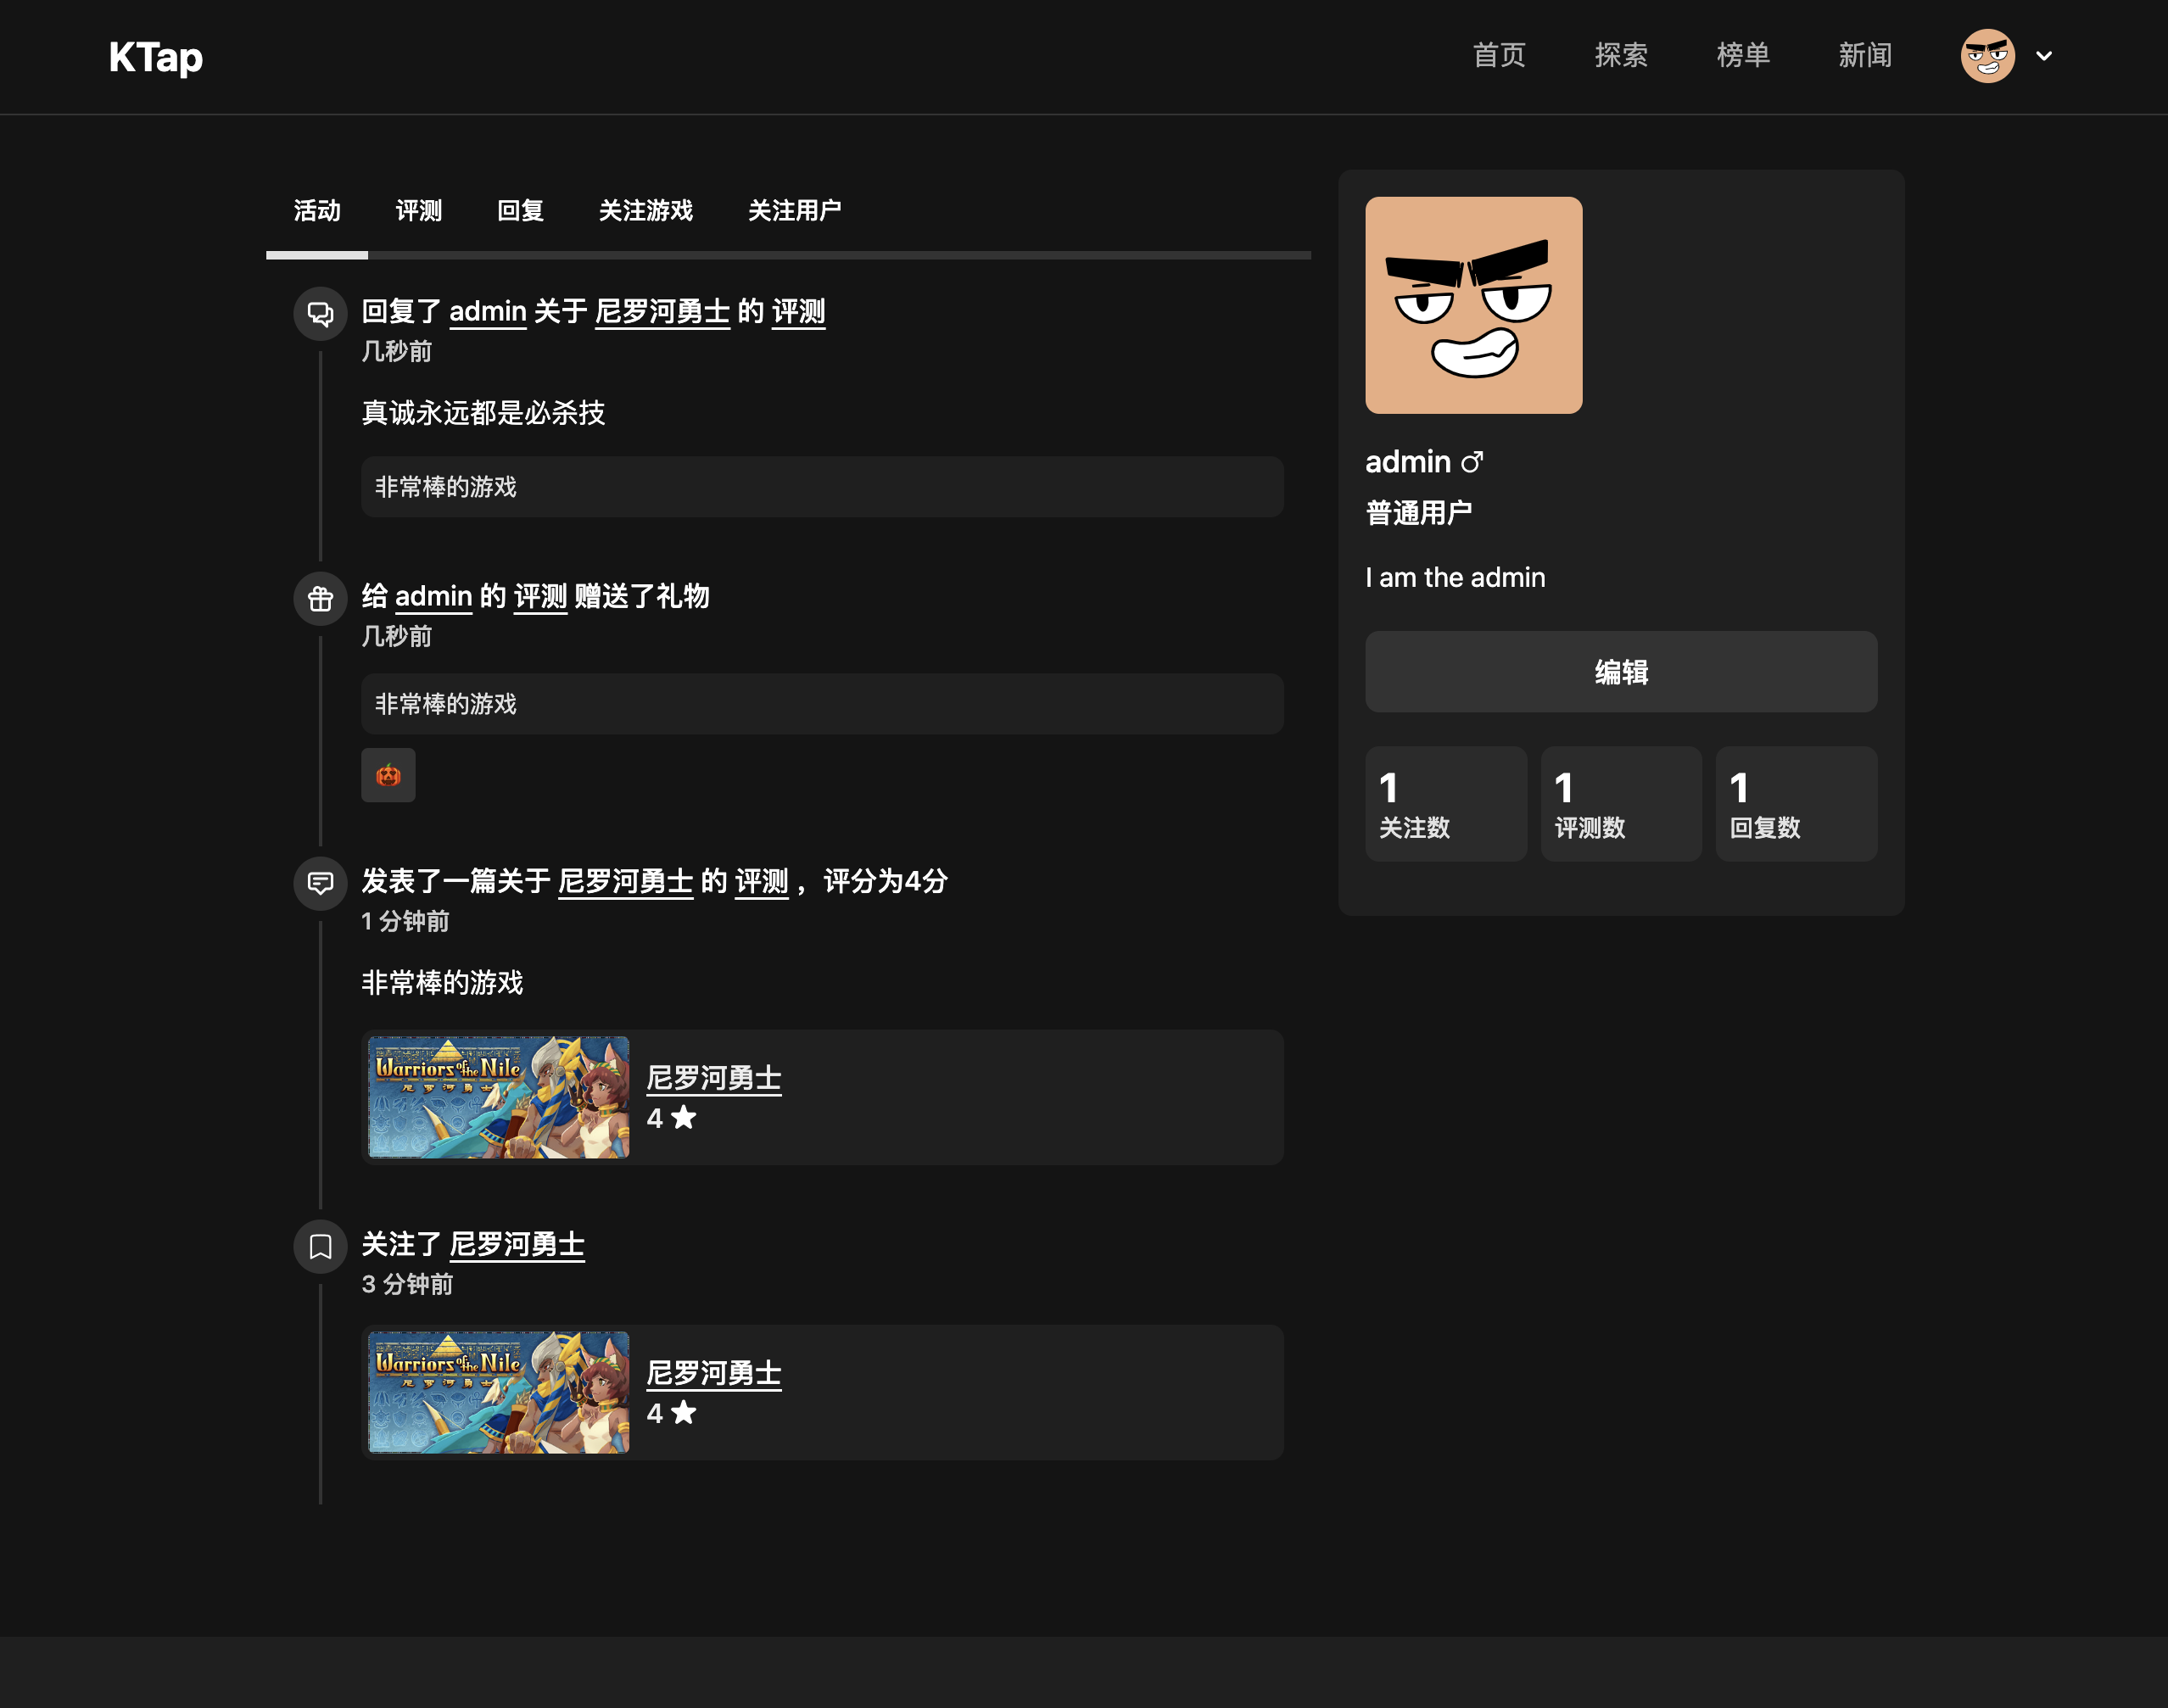 KTap
首页 探索 榜单 新闻
活动 评测 回复 关注游戏 关注用户
回复了 admin 关于 尼罗河勇士 的 评测
几秒前
真诚永远都是必杀技
非常棒的游戏
给 admin 的 评测 赠送了礼物
几秒前
非常棒的游戏
发表了一篇关于 尼罗河勇士 的 评测 ，评分为4分
1 分钟前
非常棒的游戏
Warriors of the Nile
尼罗河勇士
尼罗河勇士
4
关注了 尼罗河勇士
3 分钟前
Warriors of the Nile
尼罗河勇士
尼罗河勇士
4
admin
普通用户
I am the admin
编辑
1 1 1
关注数 评测数 回复数